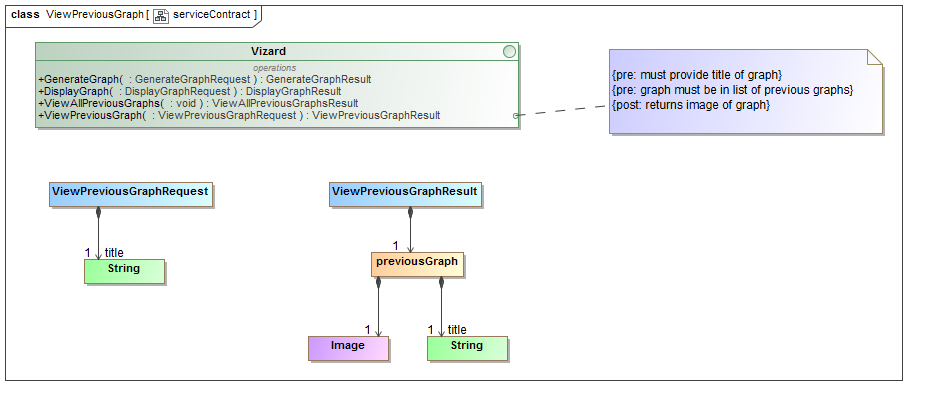 class ViewPreviousGraph [ serviceContract ]
Vizard
operations
+GenerateGraph( : GenerateGraphRequest ) : GenerateGraphResult
+DisplayGraph( : DisplayGraphRequest ) : DisplayGraphResult
+ViewAllPreviousGraphs( : void ) : ViewAllPreviousGraphsResult
+ViewPreviousGraph( : ViewPreviousGraphRequest ) : ViewPreviousGraphResult
{pre: must provide title of graph}
{pre: graph must be in list of previous graphs}
{post: returns image of graph}
ViewPreviousGraphRequest
ViewPreviousGraphResult
1 title
String
1
previousGraph
1
1 title
Image
String